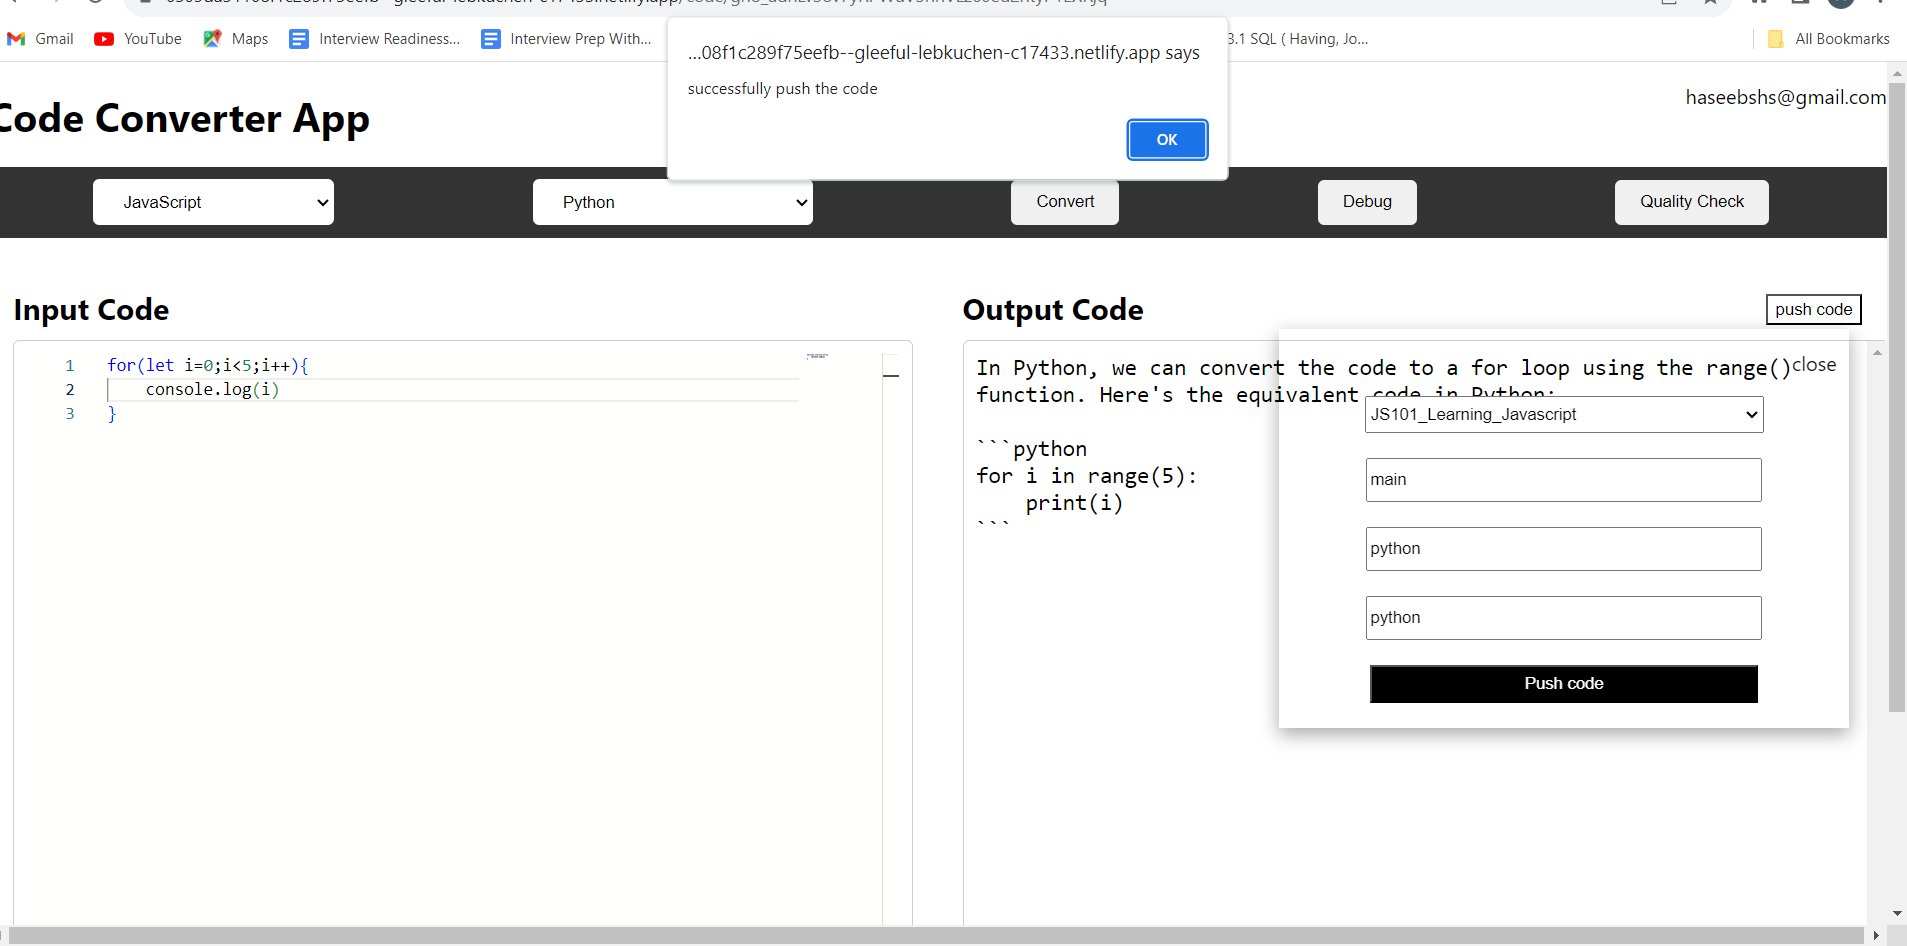 Gmail
YouTube
Maps
Interview Readiness...
Interview Prep With...
3.1 SQL ( Having, Jo...
All Bookmarks
...08f1c289f75eefb--gleeful-lebkuchen-c17433.netlify.app says
successfully push the code
OK
Code Converter App
haseebshs@gmail.com
JavaScript
Python
Convert
Debug
Quality Check
Input Code
1 for(let i=0;i<5;i++){
2 console.log(i)
3 }
Output Code
push code
In Python, we can convert the code to a for loop using the range()
function. Here's the equivalent code in Python:
```python
for i in range(5):
print(i)
```
close
JS101_Learning_Javascript
main
python
python
Push code